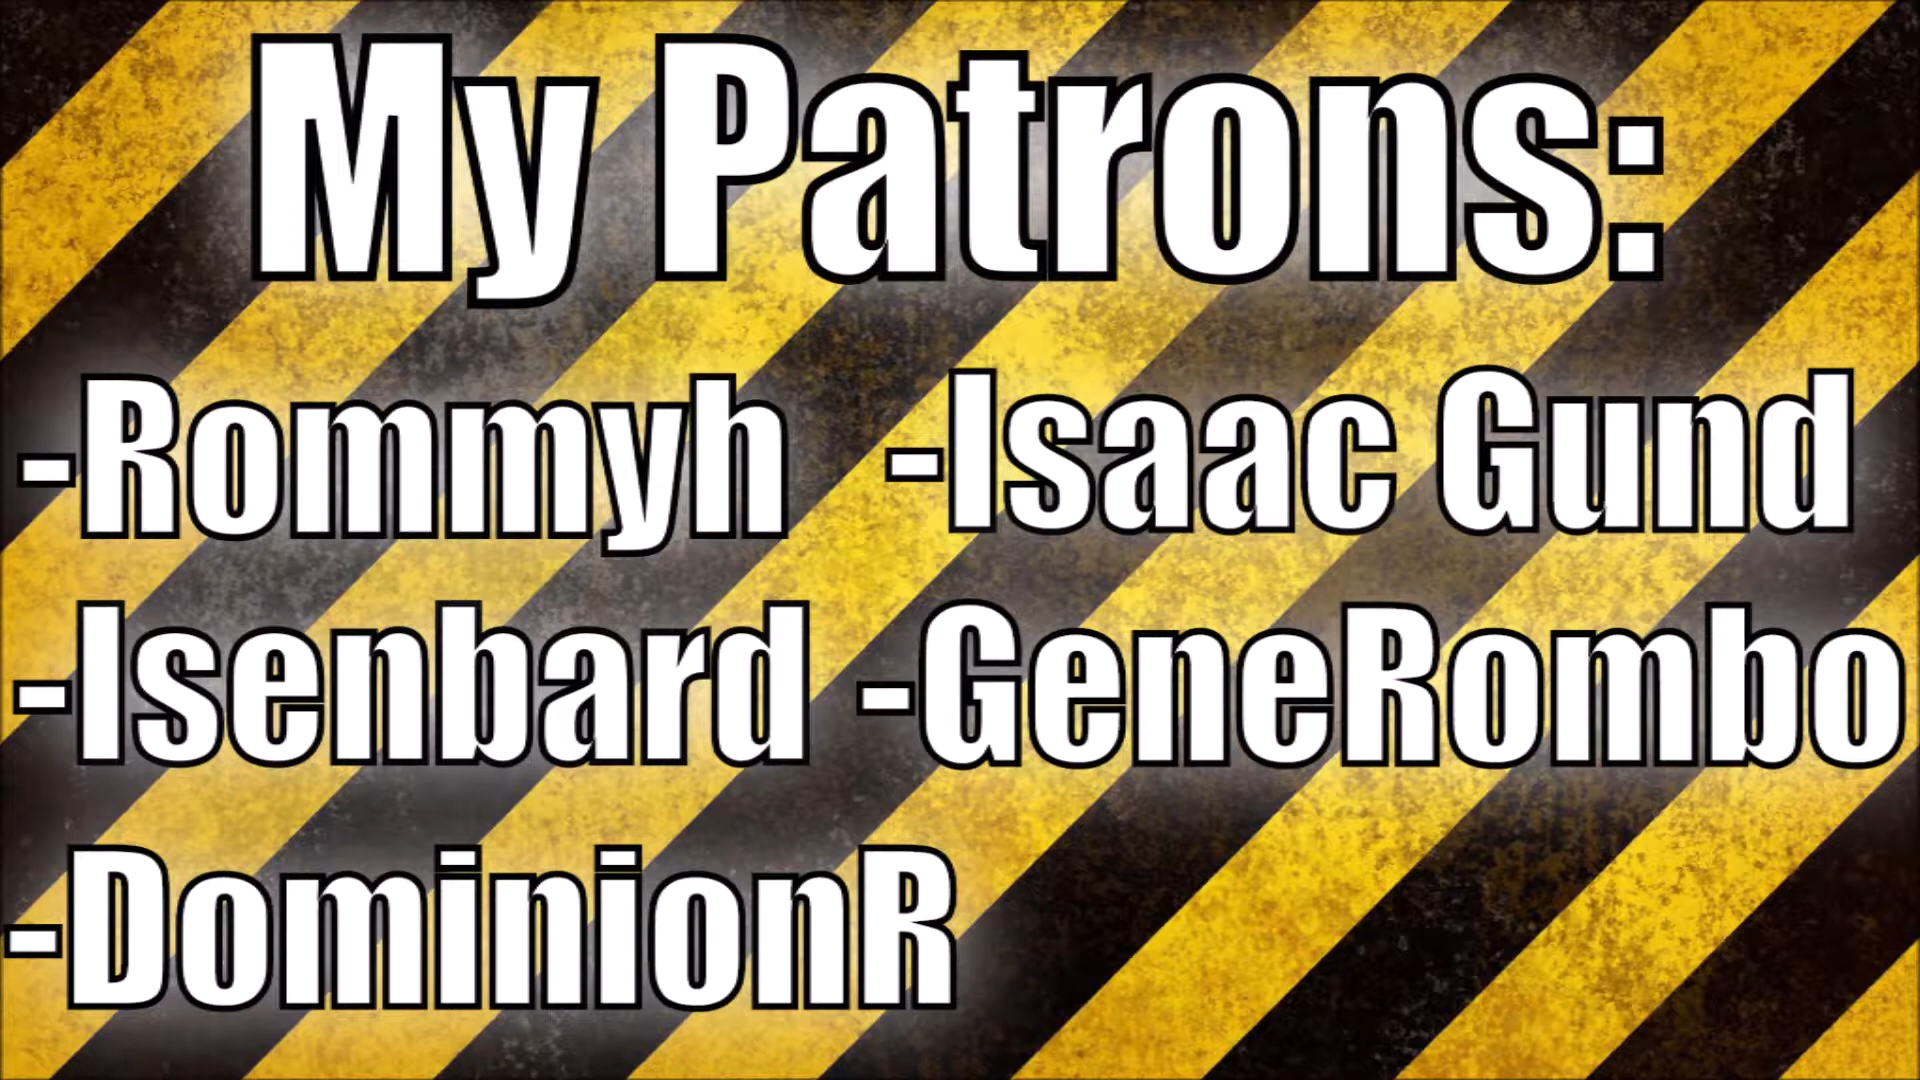 My Patrons:
-Rommyh
-Isaac Gund
-Isenbard
-GeneRombo
-DominionR